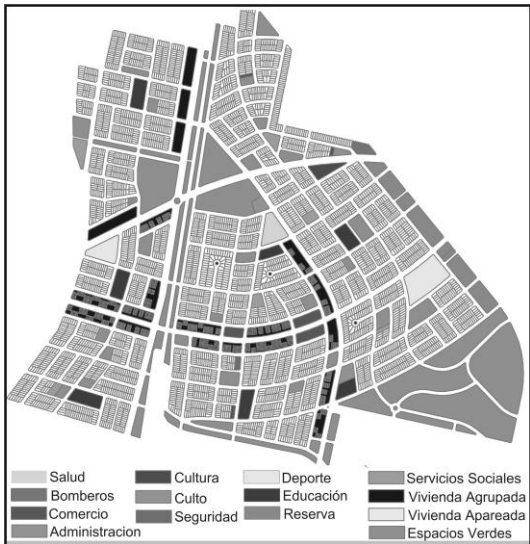 Salud
Bomberos
Comercio
Administracion
Cultura
Culto
Seguridad
Deporte
Educación
Reserva
Servicios Sociales
Vivienda Agrupada
Vivienda Apareada
Espacios Verdes